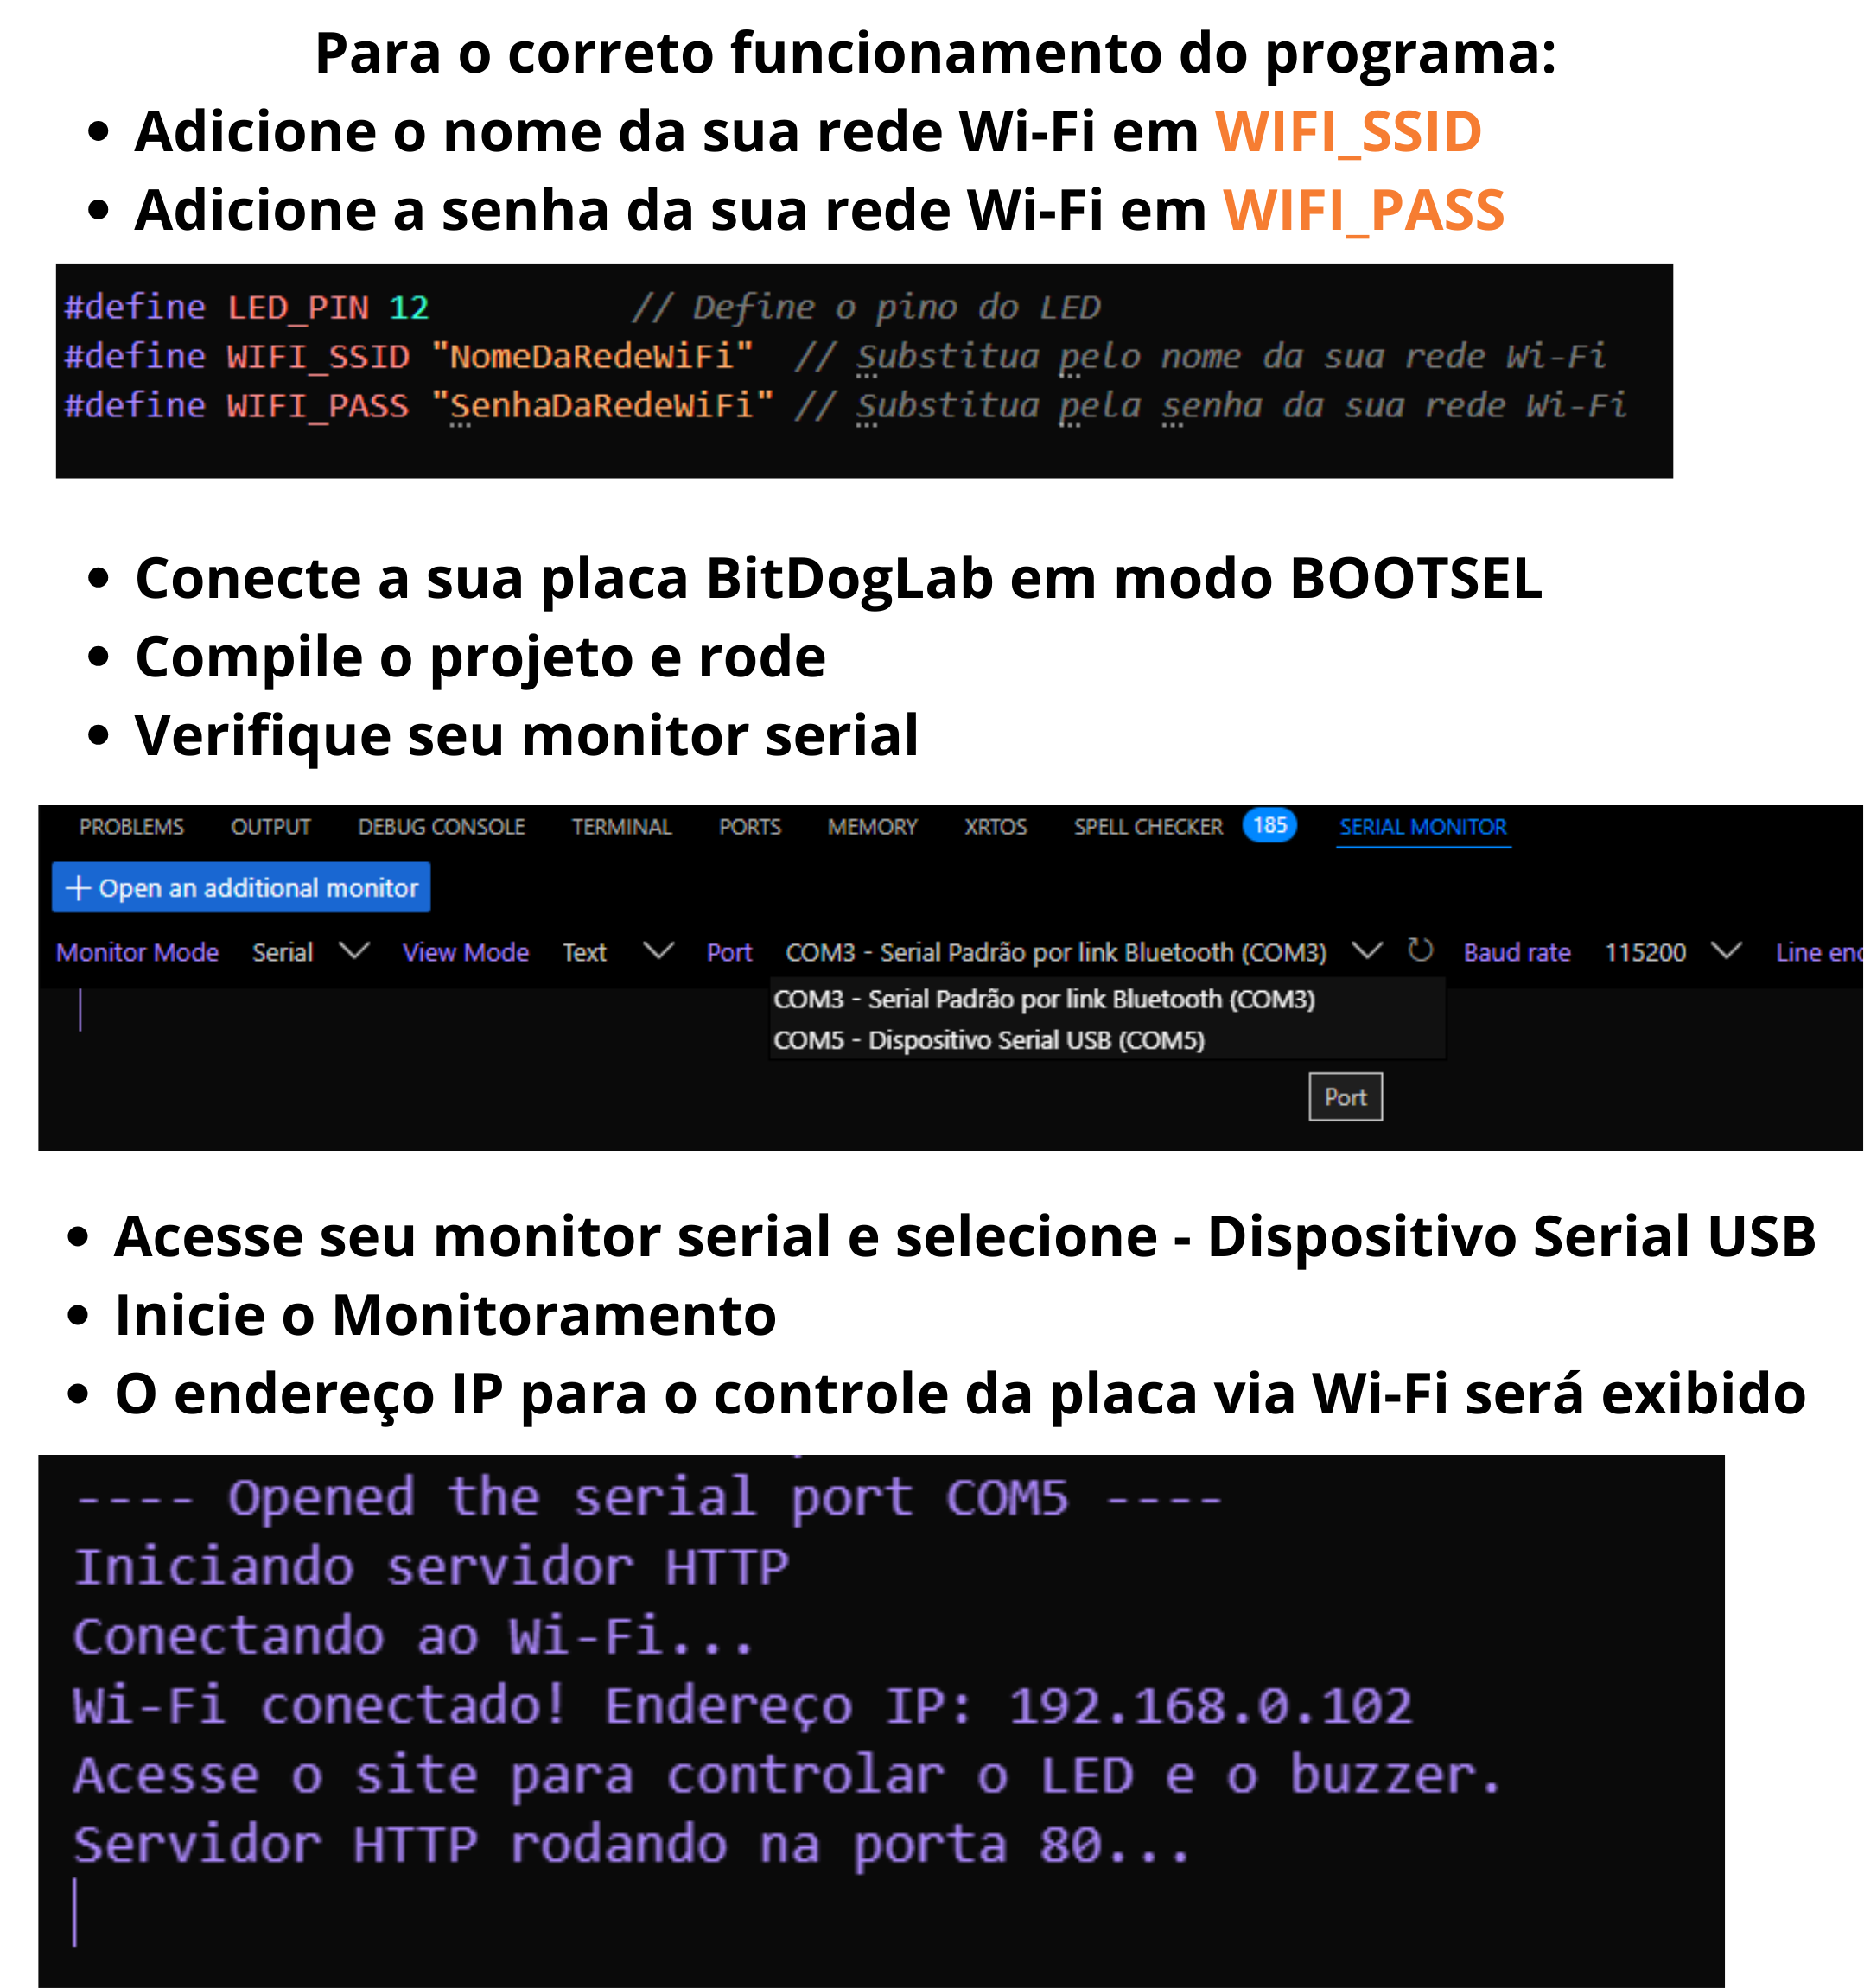 Para o correto funcionamento do programa:
• Adicione o nome da sua rede Wi-Fi em WIFI_SSID
• Adicione a senha da sua rede Wi-Fi em WIFI_PASS
#define LED_PIN 12 // Define o pino do LED
#define WIFI_SSID "NomeDaRedeWiFi" // Substitua pelo nome da sua rede Wi-Fi
#define WIFI_PASS "SenhaDaRedeWiFi" // Substitua pela senha da sua rede Wi-Fi
• Conecte a sua placa BitDogLab em modo BOOTSEL
• Compile o projeto e rode
• Verifique seu monitor serial
PROBLEMS OUTPUT DEBUG CONSOLE TERMINAL PORTS MEMORY XRTOS SPELL CHECKER 185 SERIAL MONITOR
+ Open an additional monitor
Monitor Mode Serial View Mode Text Port COM3 - Serial Padrão por link Bluetooth (COM3) Baud rate 115200 Line enc
COM3 - Serial Padrão por link Bluetooth (COM3)
COM5 - Dispositivo Serial USB (COM5)
Port
• Acesse seu monitor serial e selecione - Dispositivo Serial USB
• Inicie o Monitoramento
• O endereço IP para o controle da placa via Wi-Fi será exibido
---- Opened the serial port COM5 ----
Iniciando servidor HTTP
Conectando ao Wi-Fi...
Wi-Fi conectado! Endereço IP: 192.168.0.102
Acesse o site para controlar o LED e o buzzer.
Servidor HTTP rodando na porta 80...